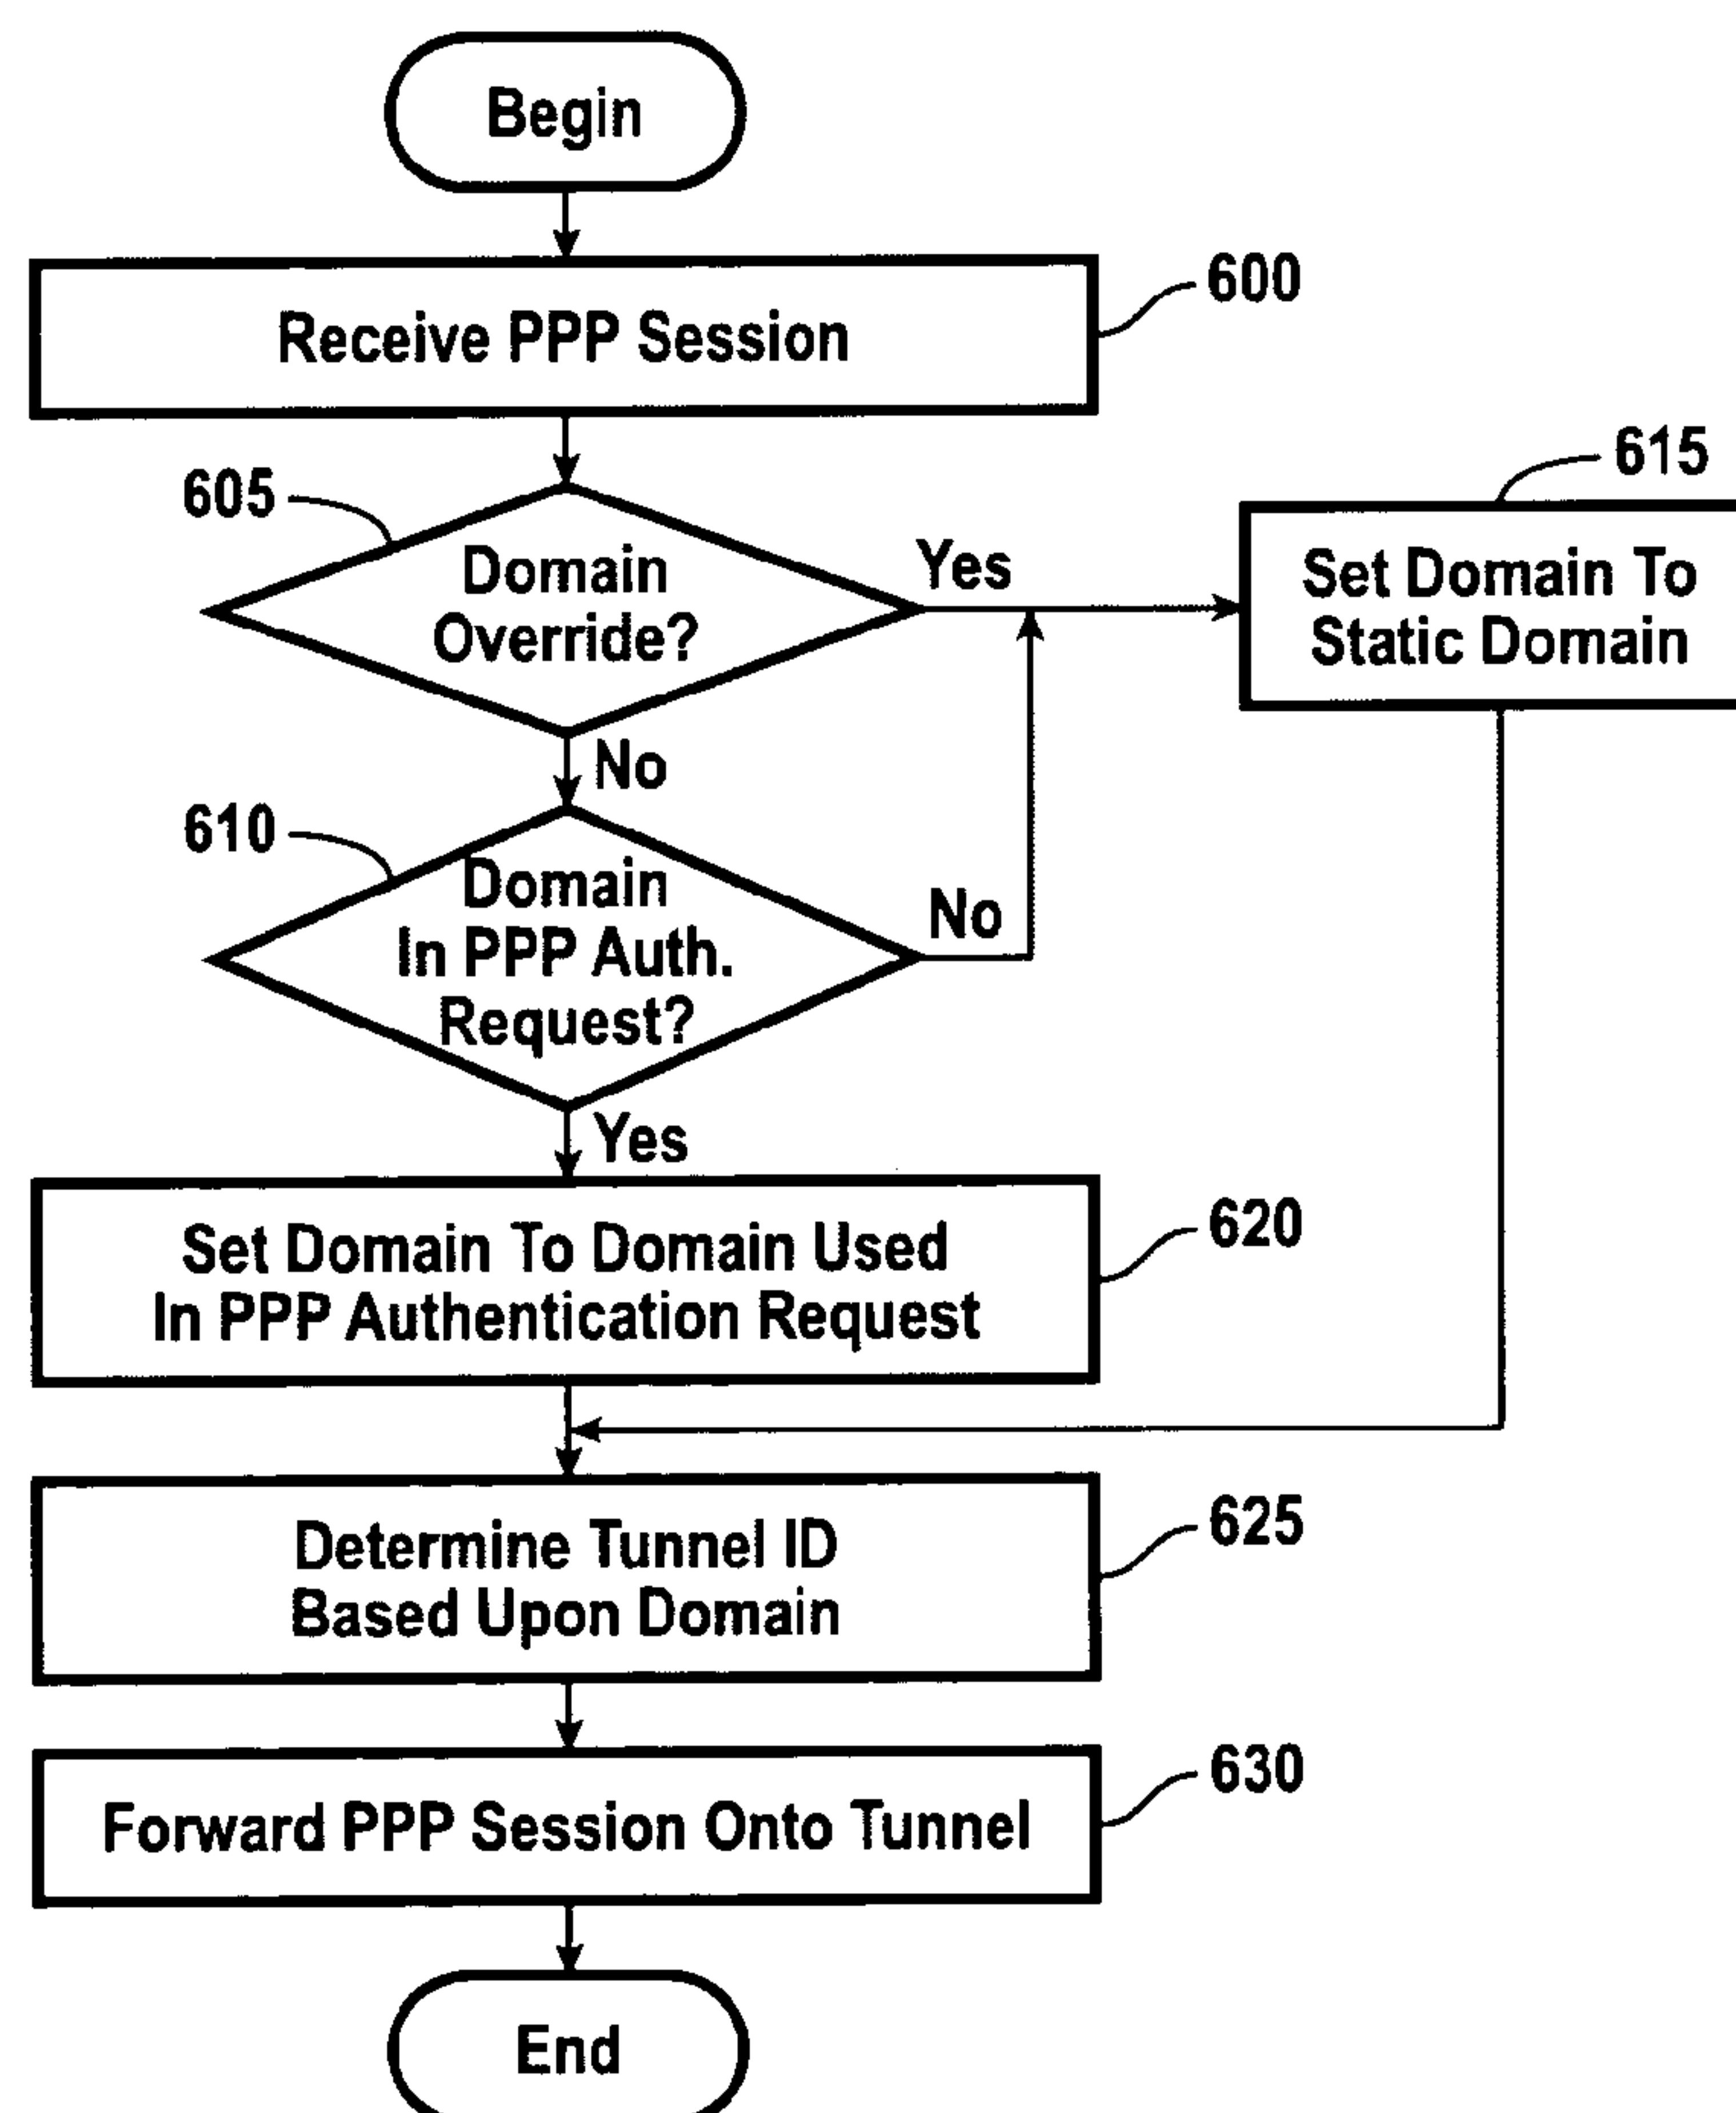 Begin
Receive PPP Session
600
605
Domain
Override?
Yes
615
Set Domain To
Static Domain
No
610
Domain
In PPP Auth.
Request?
No
Yes
Set Domain To Domain Used
In PPP Authentication Request
620
Determine Tunnel ID
Based Upon Domain
625
Forward PPP Session Onto Tunnel
630
End